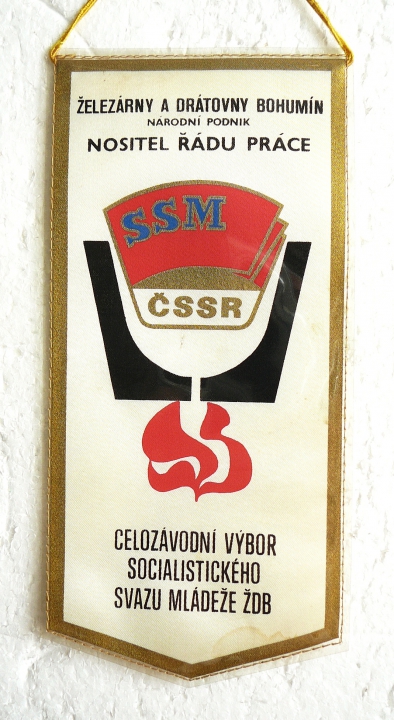 ŽELEZÁRNY A DRÁTOVNY BOHUMÍN
NÁRODNÍ PODNIK
NOSITEL ŘÁDU PRÁCE
SSM
ČSSR
CELOZÁVODNÍ VÝBOR
SOCIALISTICKÉHO
SVAZU MLÁDEŽE ŽDB